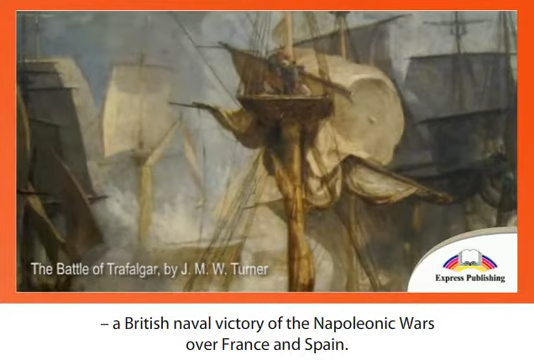 The Battle of Trafalgar, by J. M. W. Turner
Express Publishing
– a British naval victory of the Napoleonic Wars
over France and Spain.